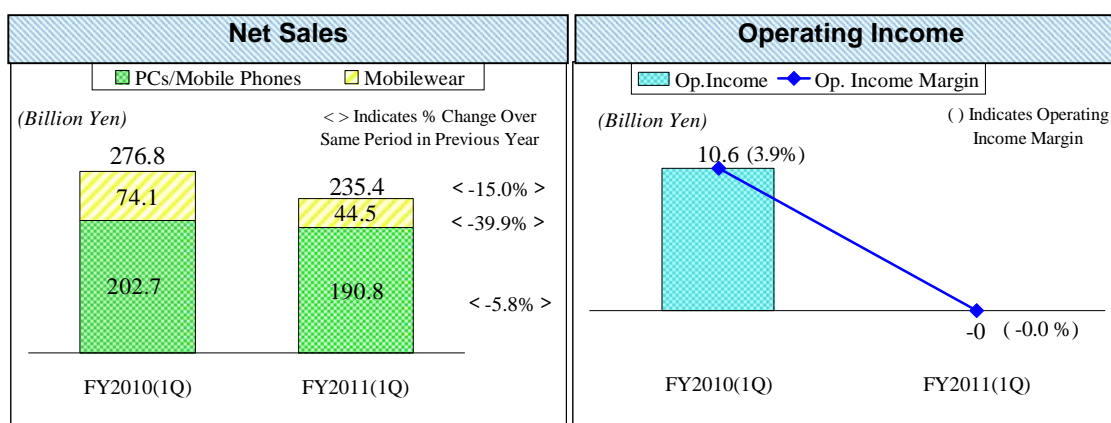 Net Sales
PCs/Mobile Phones Mobilewear
(Billion Yen)
< > Indicates % Change Over
Same Period in Previous Year
276.8
74.1
202.7
235.4
44.5
190.8
< -15.0% >
< -39.9% >
< -5.8% >
FY2010(1Q) FY2011(1Q)
Operating Income
Op.Income Op. Income Margin
(Billion Yen)
( ) Indicates Operating
Income Margin
10.6 (3.9%)
-0 ( -0.0 %)
FY2010(1Q) FY2011(1Q)